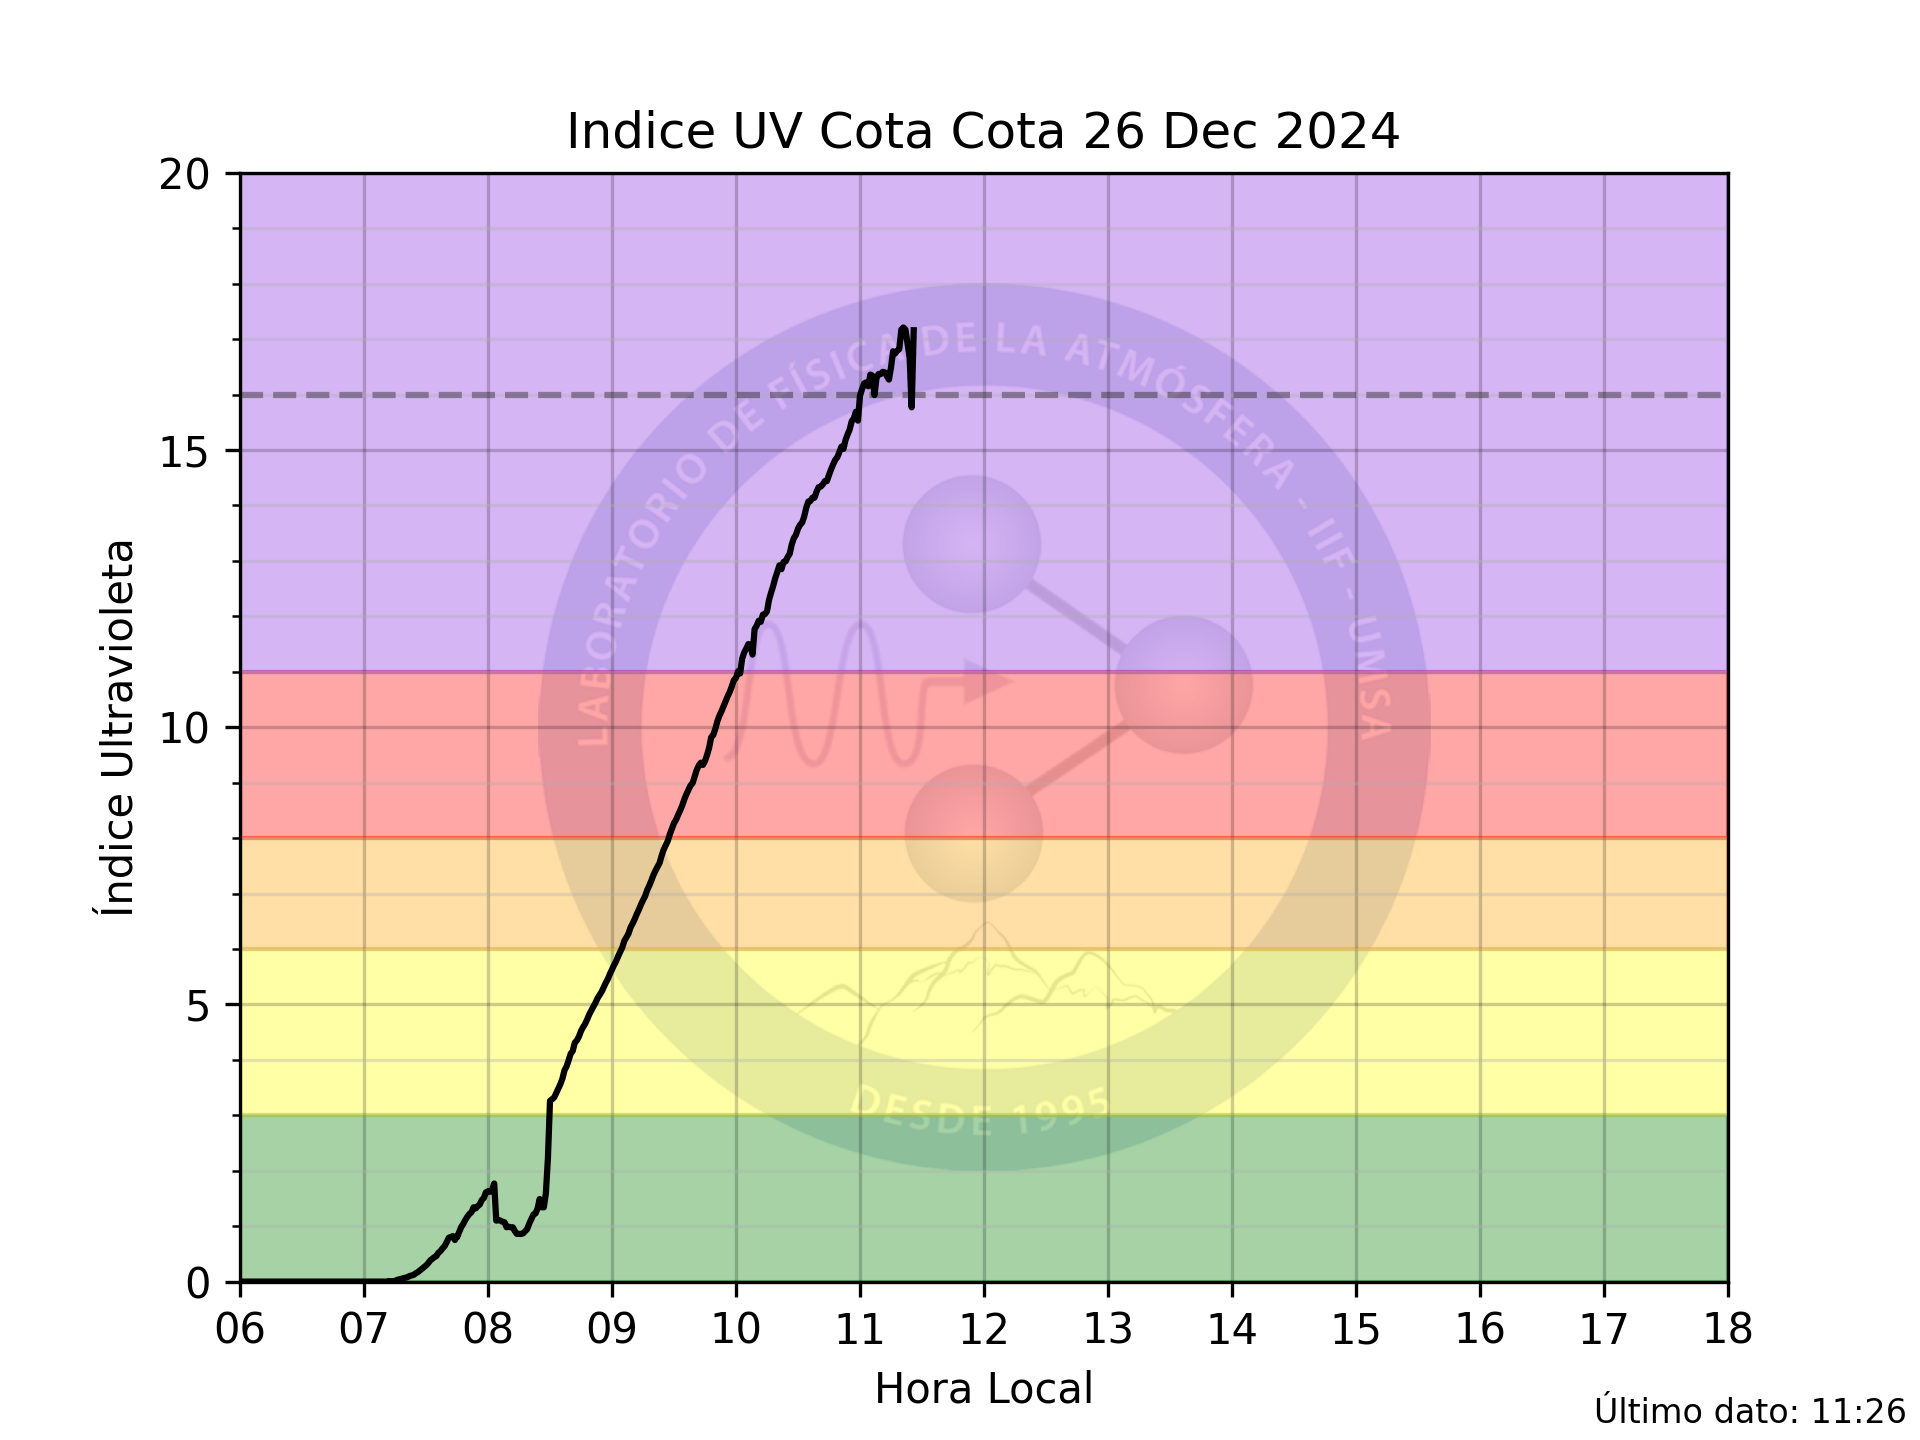 Indice UV Cota Cota 26 Dec 2024
20
15
10
5
0
Índice Ultravioleta
LABORATORIO DE FÍSICA DE LA ATMÓSFERA - IIF - UMSA
DESDE 1995
06 07 08 09 10 11 12 13 14 15 16 17 18
Hora Local
Último dato: 11:26